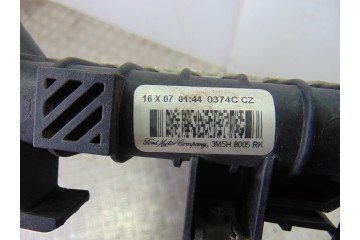 16 X 07 01:44 0374C CZ
Ford Motor Company, 3M5H 8005 RK